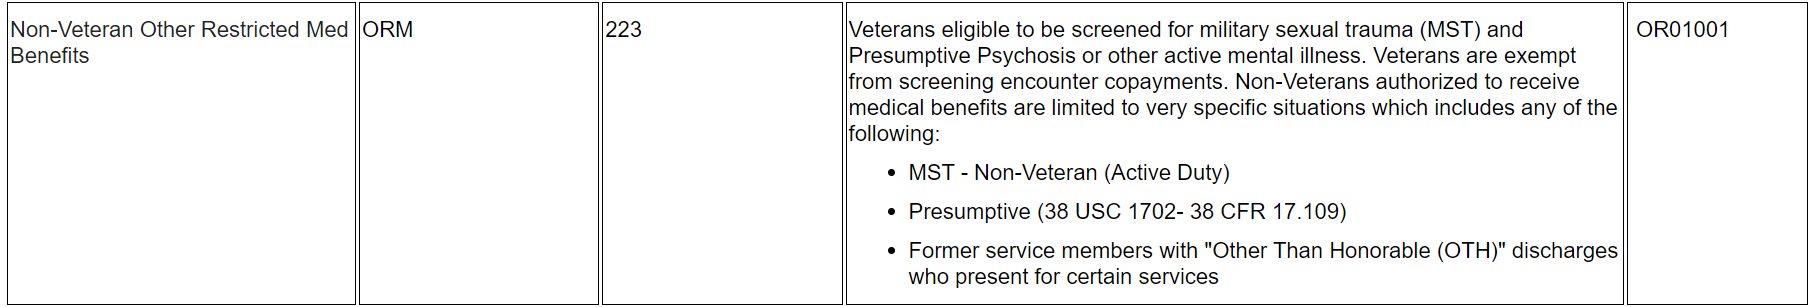 Non-Veteran Other Restricted Med
Benefits
ORM
223
Veterans eligible to be screened for military sexual trauma (MST) and
Presumptive Psychosis or other active mental illness. Veterans are exempt
from screening encounter copayments. Non-Veterans authorized to receive
medical benefits are limited to very specific situations which includes any of the
following:
• MST - Non-Veteran (Active Duty)
• Presumptive (38 USC 1702- 38 CFR 17.109)
• Former service members with "Other Than Honorable (OTH)" discharges
who present for certain services
OR01001